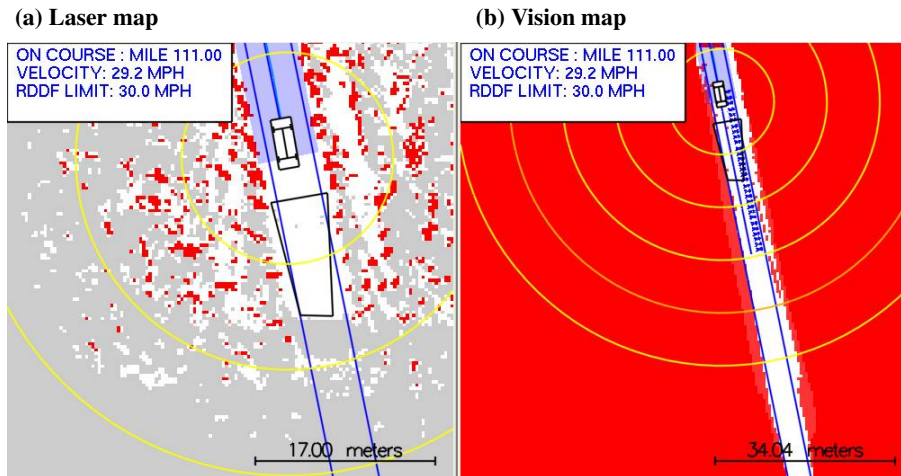 (a) Laser map
(b) Vision map
ON COURSE : MILE 111.00
VELOCITY: 29.2 MPH
RDDF LIMIT: 30.0 MPH
ON COURSE : MILE 111.00
VELOCITY: 29.2 MPH
RDDF LIMIT: 30.0 MPH
17.00 meters
34.04 meters